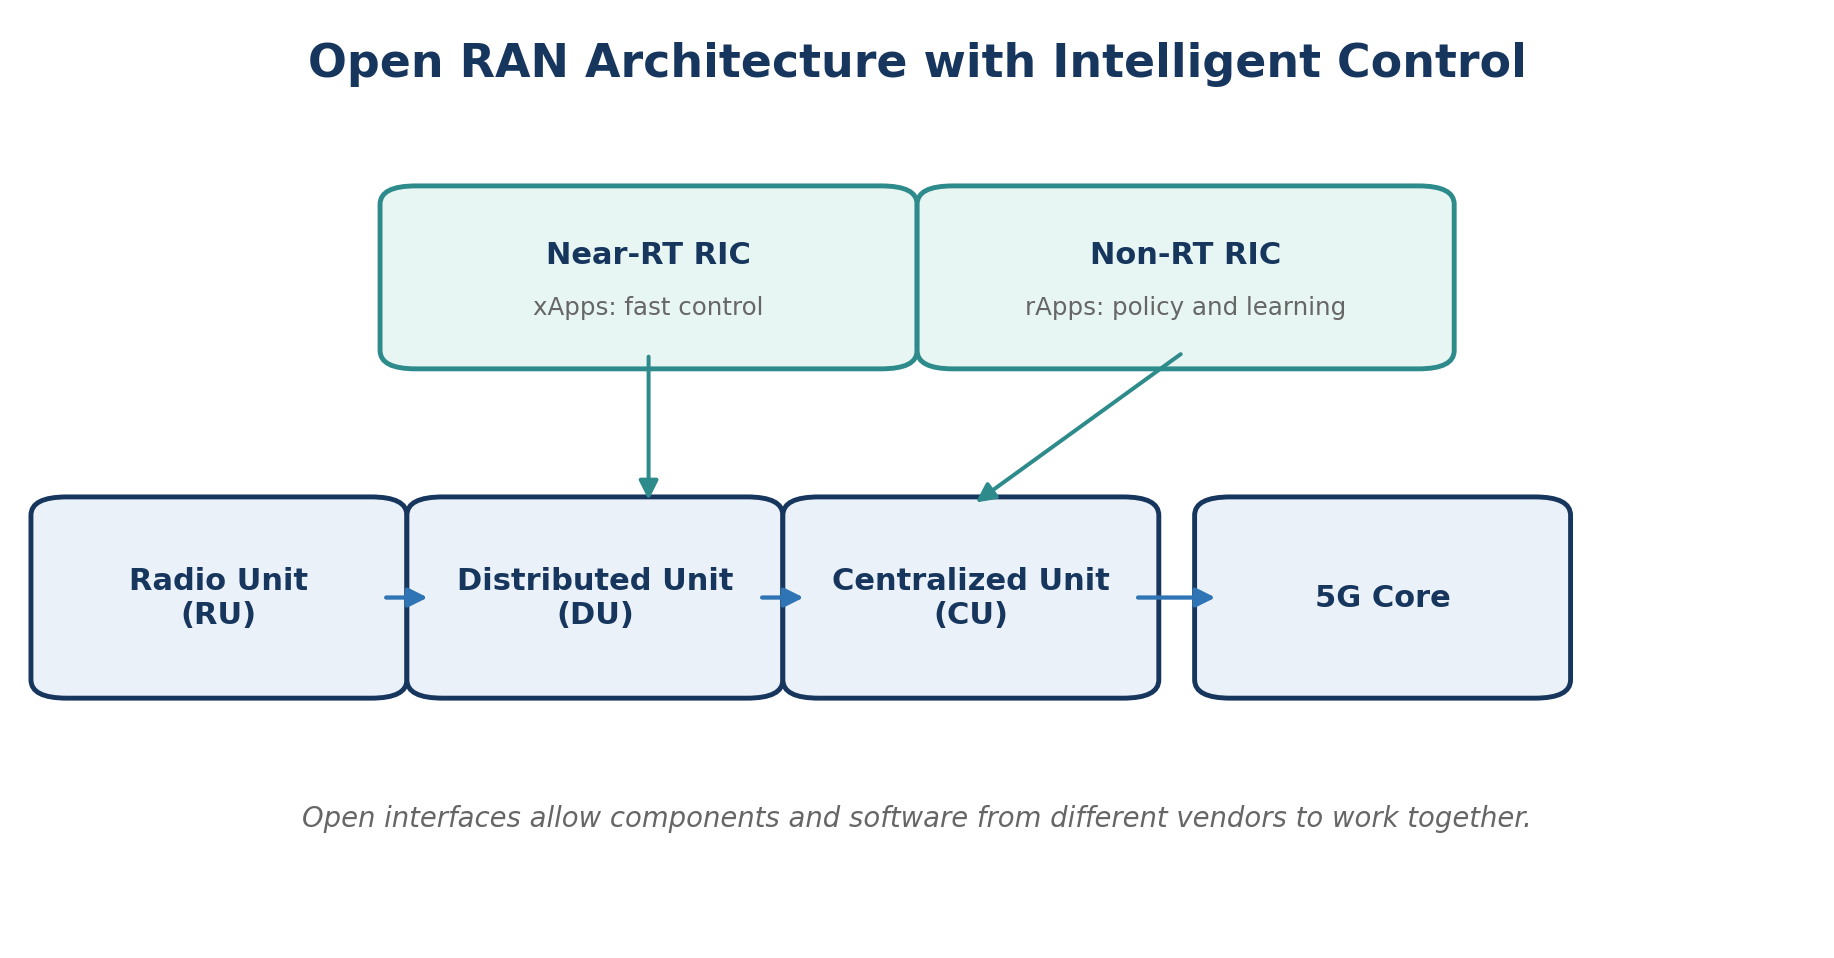 Open RAN Architecture with Intelligent Control
Near-RT RIC
xApps: fast control
Non-RT RIC
rApps: policy and learning
Radio Unit
(RU)
Distributed Unit
(DU)
Centralized Unit
(CU)
5G Core
Open interfaces allow components and software from different vendors to work together.